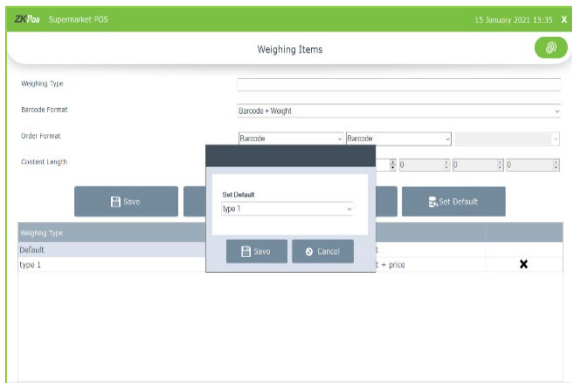 ZKPos Supermarket POS 15 January 2021 15:35 X
Weighing Items
Weighing Type
Barcode Format Barcode + Weight
Order Format Barcode Barcode
Content Length 0 0 0
Save Set Default
Set Default
type 1
Save Cancel
Weighing Type
Default
type 1 + price